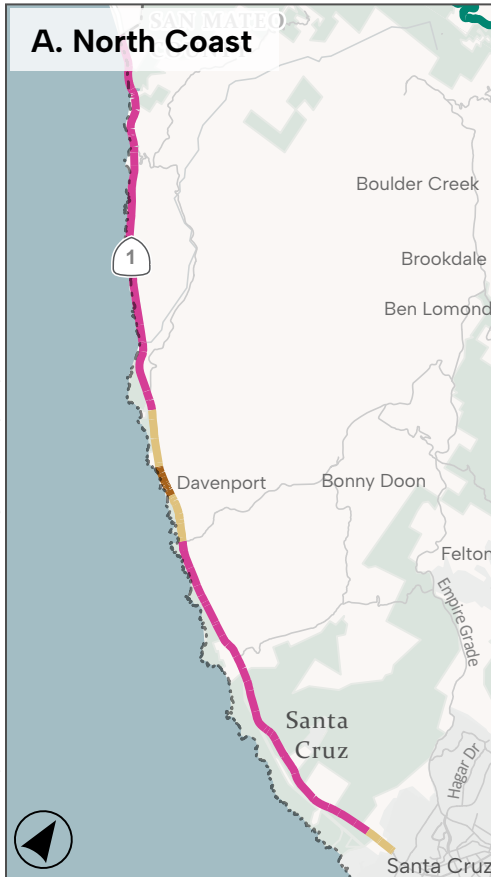 SAN MATEO
A. North Coast
Boulder Creek
1
Brookdale
Ben Lomond
Davenport
Bonny Doon
Felton
Empire Grade
Santa
Cruz
Hagar Dr
Santa Cruz